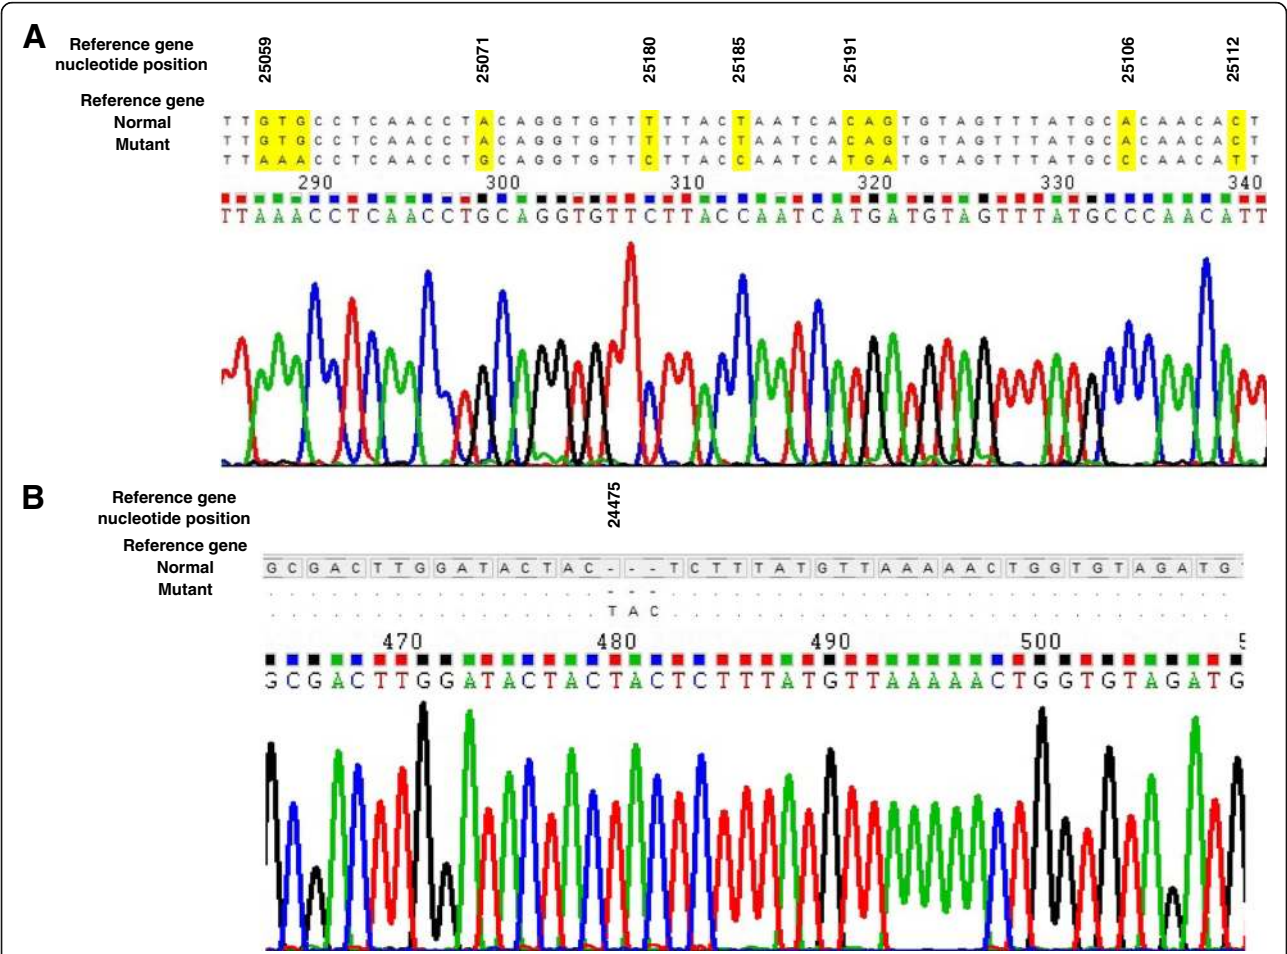 A
Reference gene
nucleotide position
25059 25071 25180 25185 25191 25106 25112
Reference gene
Normal
Mutant
T T G T G C C T C A A C C T A C A G G T G T T T T T A C T A A T C A C A G T G T A G T T T A T G C A C A A C A C T
T T G T G C C T C A A C C T A C A G G T G T T T T T A C T A A T C A C A G T G T A G T T T A T G C A C A A C A C T
T T A A A C C T C A A C C T G C A G G T G T T C T T A C C A A T C A T G A T G T A G T T T A T G C C C A A C A T T
290 300 310 320 330 340
T T A A A C C T C A A C C T G C A G G T G T T C T T A C C A A T C A T G A T G T A G T T T A T G C C C A A C A T T
B
Reference gene
nucleotide position
24475
Reference gene
Normal
Mutant
G C G A C T T G G A T A C T A C - - - T C T T T A T G T T A A A A A C T G G T G T A G A T G
. . . . . . . . . . . . . . . . - - - . . . . . . . . . . . . . . . . . . . . . . . . . . .
. . . . . . . . . . . . . . . . T A C . . . . . . . . . . . . . . . . . . . . . . . . . . .
470 480 490 500 5
G C G A C T T G G A T A C T A C T A C T C T T T A T G T T A A A A A C T G G T G T A G A T G